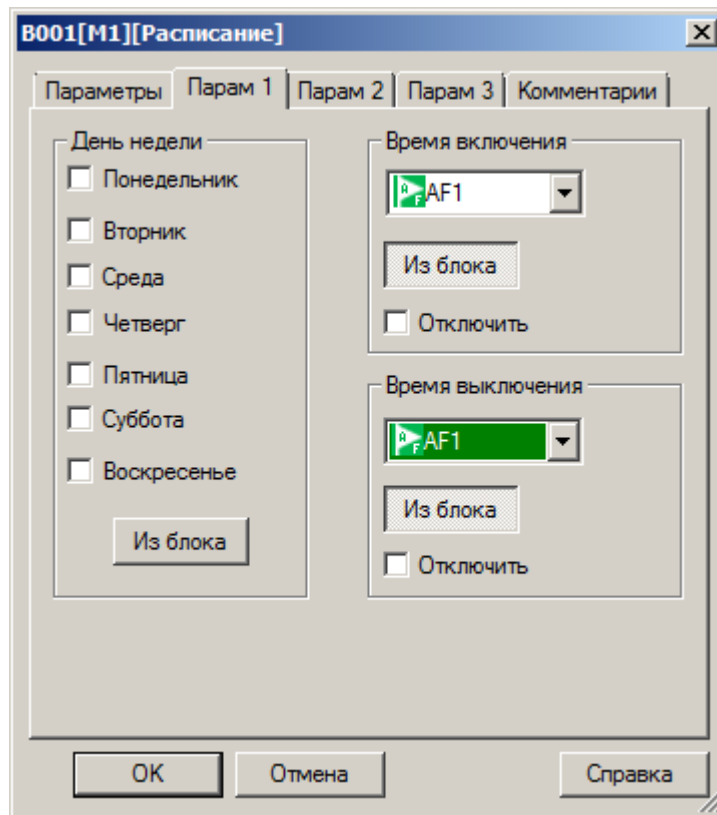 B001[M1][Расписание]
Параметры Парам 1 Парам 2 Парам 3 Комментарии
День недели
Понедельник
Вторник
Среда
Четверг
Пятница
Суббота
Воскресенье
Из блока
Время включения
AF1
Из блока
Отключить
Время выключения
AF1
Из блока
Отключить
OK Отмена Справка